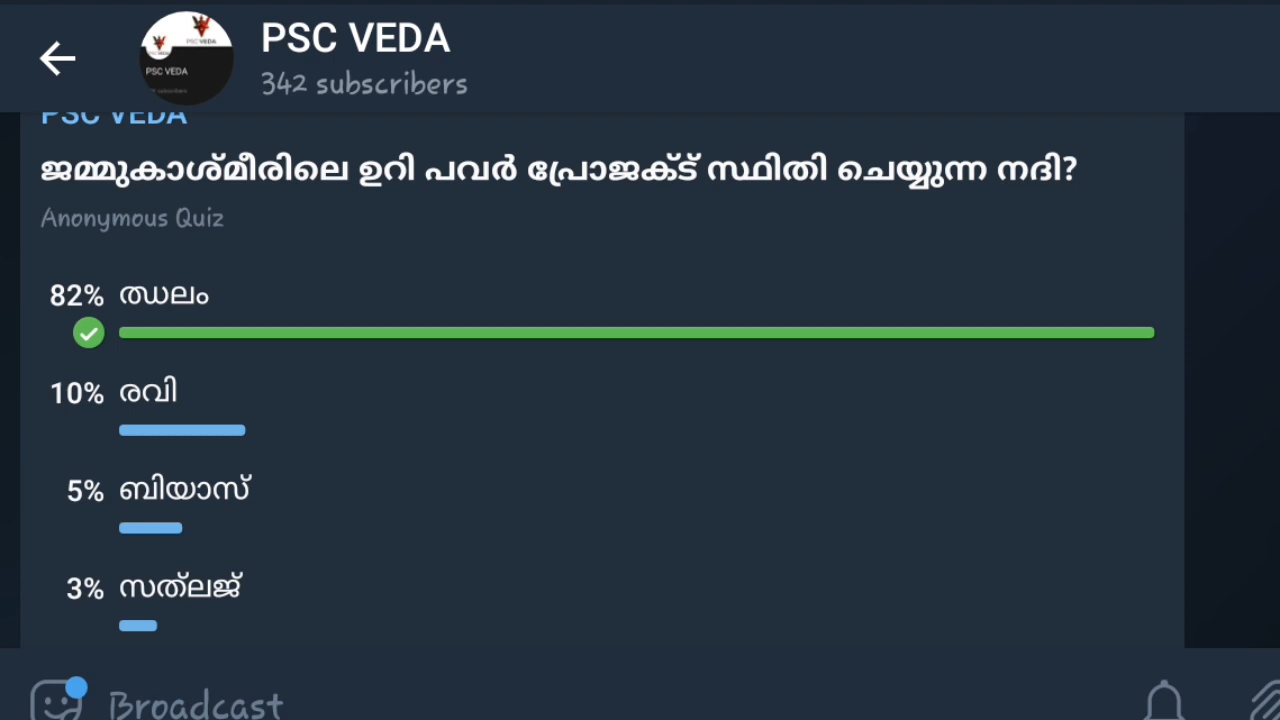 PSC VEDA
342 subscribers
PSC VEDA
ജമ്മുകാശ്മീരിലെ ഉറി പവർ പ്രോജക്ട് സ്ഥിതി ചെയ്യുന്ന നദി?
Anonymous Quiz
82% ഝലം
10% രവി
5% ബിയാസ്
3% സത്ലജ്
Broadcast